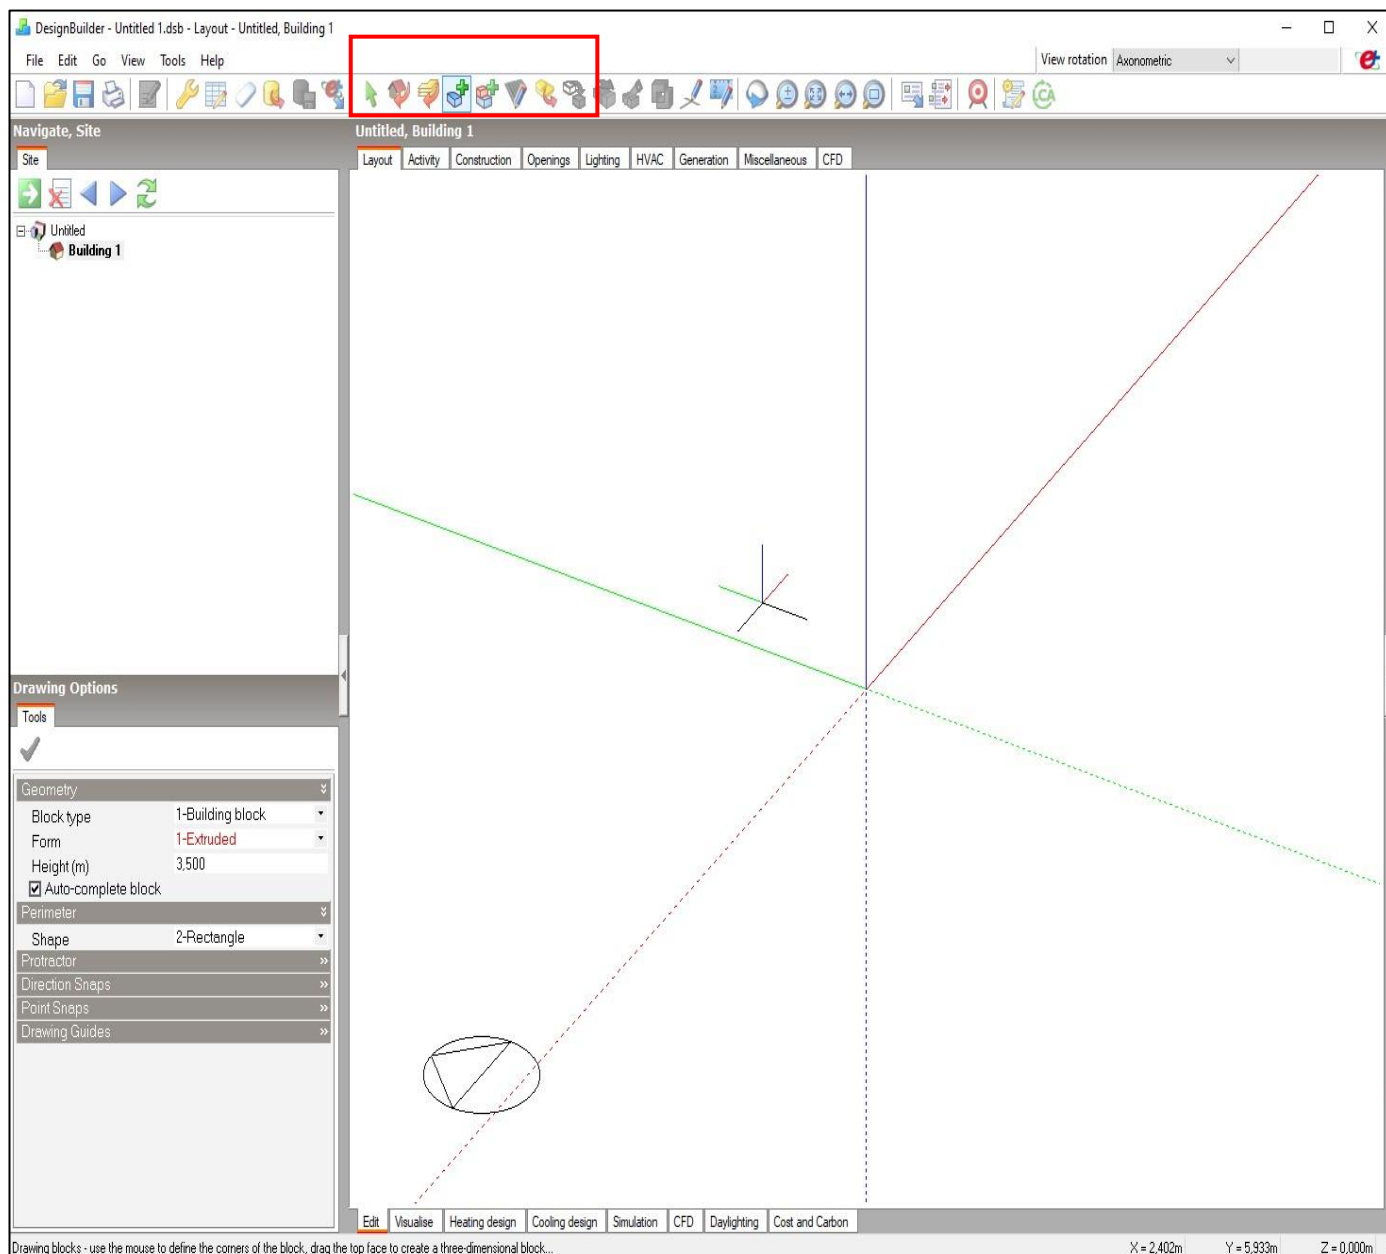 DesignBuilder - Untitled 1.dsb - Layout - Untitled, Building 1
File Edit Go View Tools Help
View rotation Axonometric
Navigate, Site
Site
Untitled
Building 1
Untitled, Building 1
Layout Activity Construction Openings Lighting HVAC Generation Miscellaneous CFD
Drawing Options
Tools
Geometry
Block type 1-Building block
Form 1-Extruded
Height (m) 3,500
Auto-complete block
Perimeter
Shape 2-Rectangle
Protractor
Direction Snaps
Point Snaps
Drawing Guides
Edit Visualise Heating design Cooling design Simulation CFD Daylighting Cost and Carbon
Drawing blocks - use the mouse to define the corners of the block, drag the top face to create a three-dimensional block...
X = 2,402m Y = 5,933m Z = 0,000m